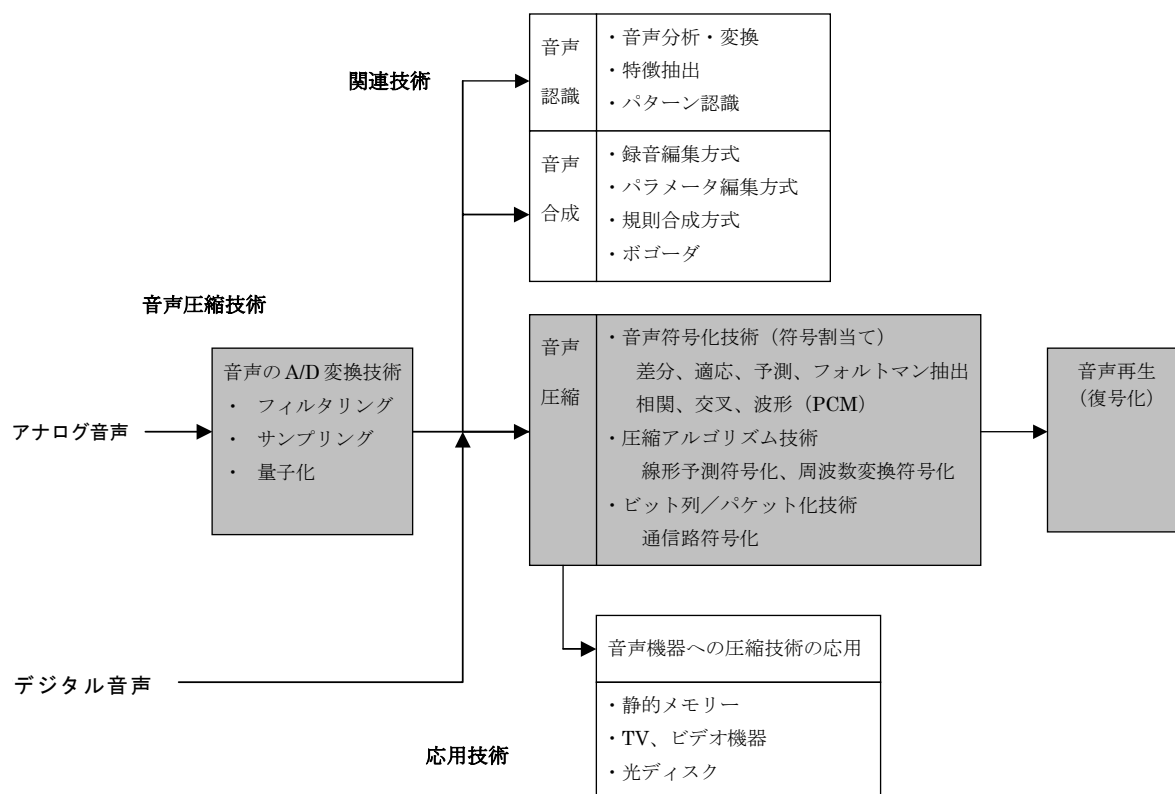 関連技術
音声
認識
・音声分析・変換
・特徴抽出
・パターン認識
音声
合成
・録音編集方式
・パラメータ編集方式
・規則合成方式
・ボゴーダ
音声圧縮技術
アナログ音声
音声の A/D 変換技術
・ フィルタリング
・ サンプリング
・ 量子化
音声
圧縮
・音声符号化技術（符号割当て）
差分、適応、予測、フォルトマン抽出
相関、交叉、波形（PCM）
・圧縮アルゴリズム技術
線形予測符号化、周波数変換符号化
・ビット列／パケット化技術
通信路符号化
音声再生
（復号化）
デジタル音声
応用技術
音声機器への圧縮技術の応用
・静的メモリー
・TV、ビデオ機器
・光ディスク